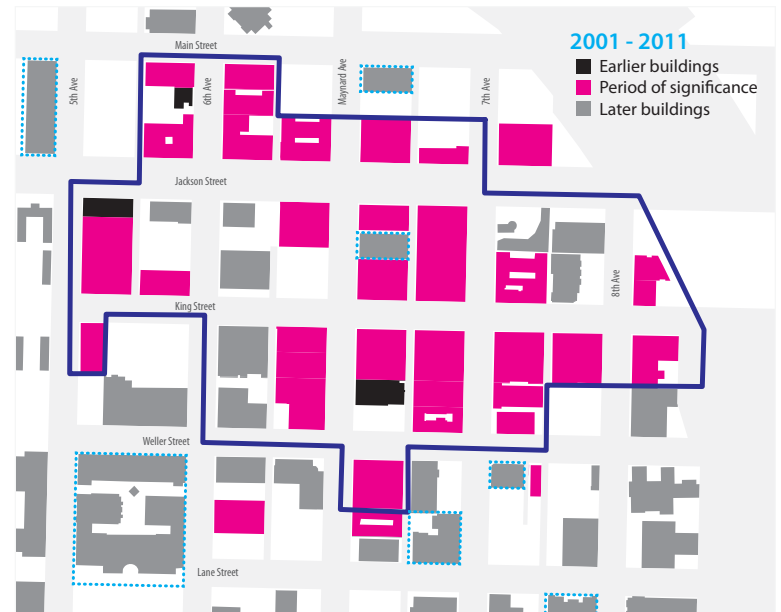 2001 - 2011
Earlier buildings
Period of significance
Later buildings
Main Street
5th Ave
6th Ave
Maynard Ave
7th Ave
Jackson Street
8th Ave
King Street
Weller Street
Lane Street